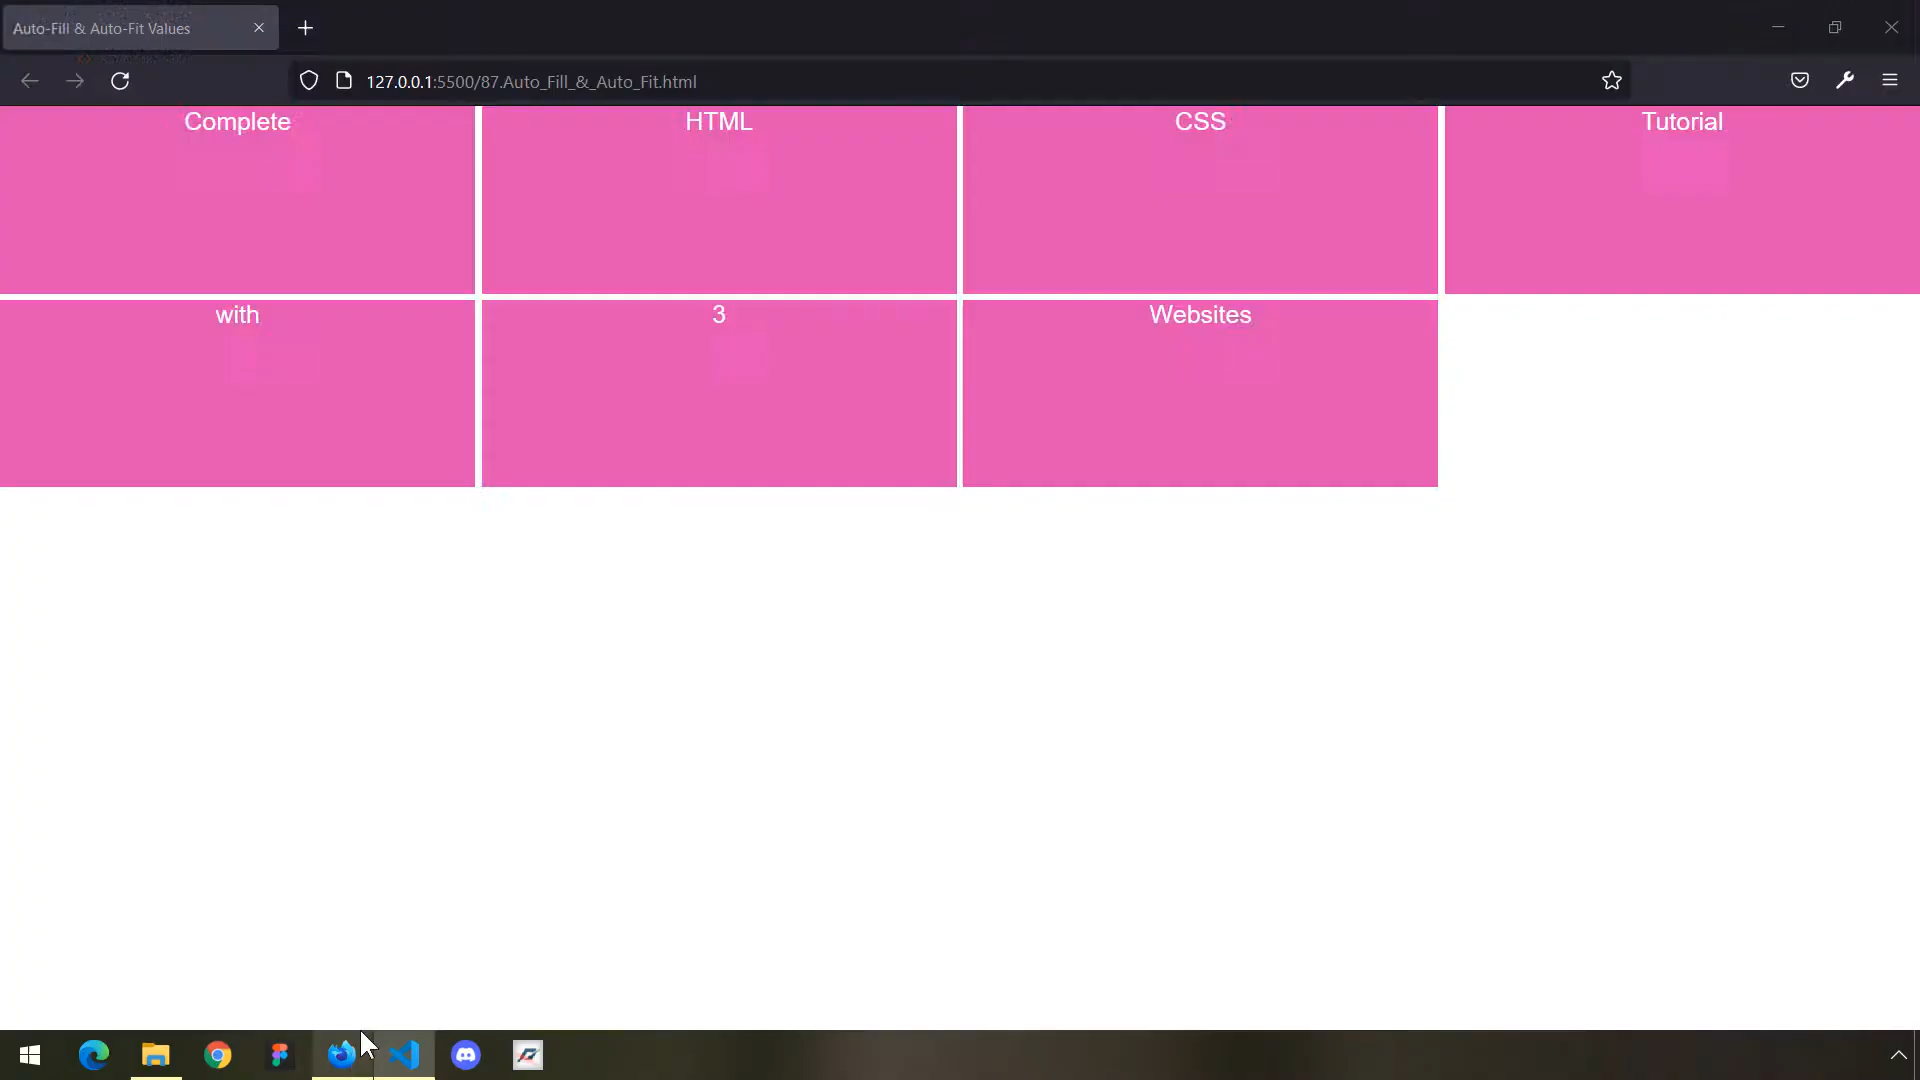 Auto-Fill & Auto-Fit Values
127.0.0.1:5500/87.Auto_Fill_&_Auto_Fit.html
Complete HTML CSS Tutorial
with 3 Websites